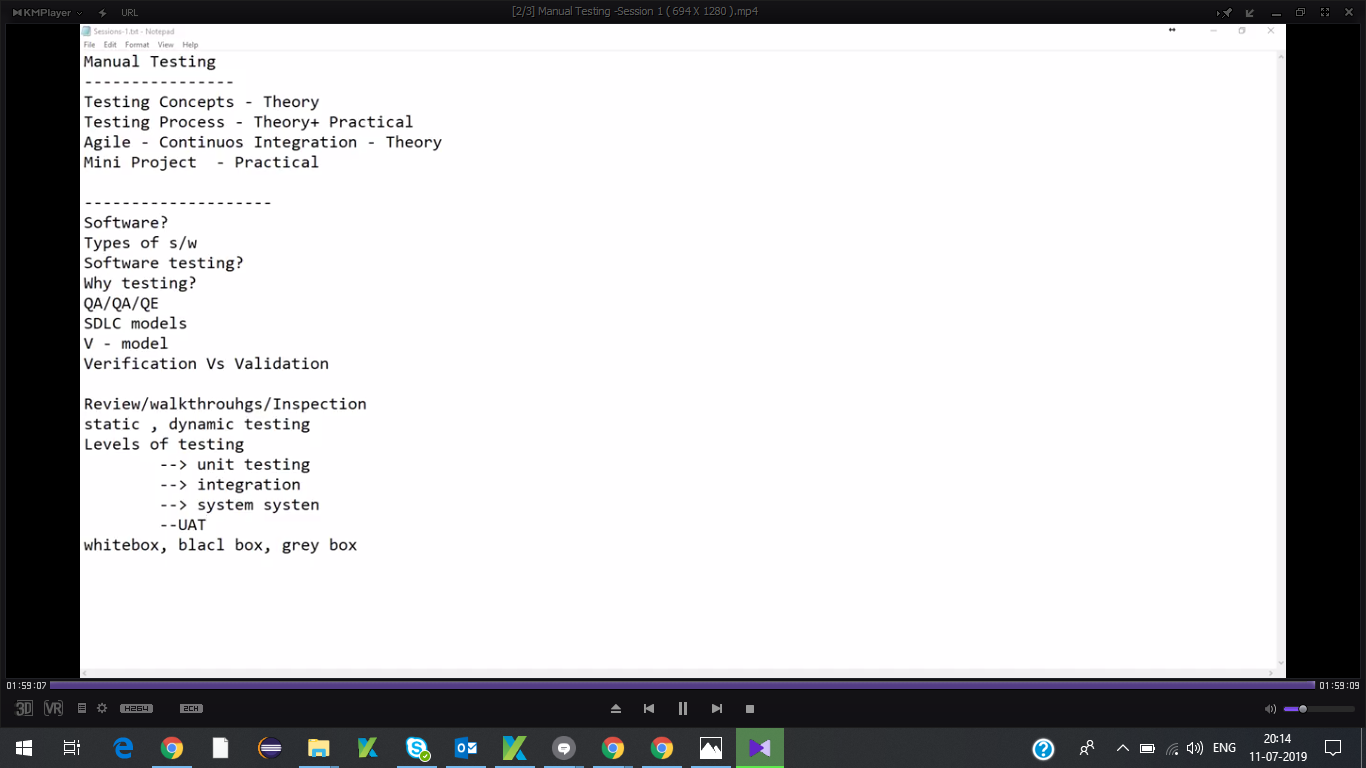 KMPlayer
URL
[2/3] Manual Testing -Session 1 ( 694 X 1280 ).mp4
Sessions-1.txt - Notepad
File Edit Format View Help
Manual Testing
----------------
Testing Concepts - Theory
Testing Process - Theory+ Practical
Agile - Continuos Integration - Theory
Mini Project  - Practical
--------------------
Software?
Types of s/w
Software testing?
Why testing?
QA/QA/QE
SDLC models
V - model
Verification Vs Validation
Review/walkthrouhgs/Inspection
static , dynamic testing
Levels of testing
--> unit testing
--> integration
--> system systen
--UAT
whitebox, blacl box, grey box
01:59:07
01:59:09
3D VR H264 2CH
ENG
20:14
11-07-2019